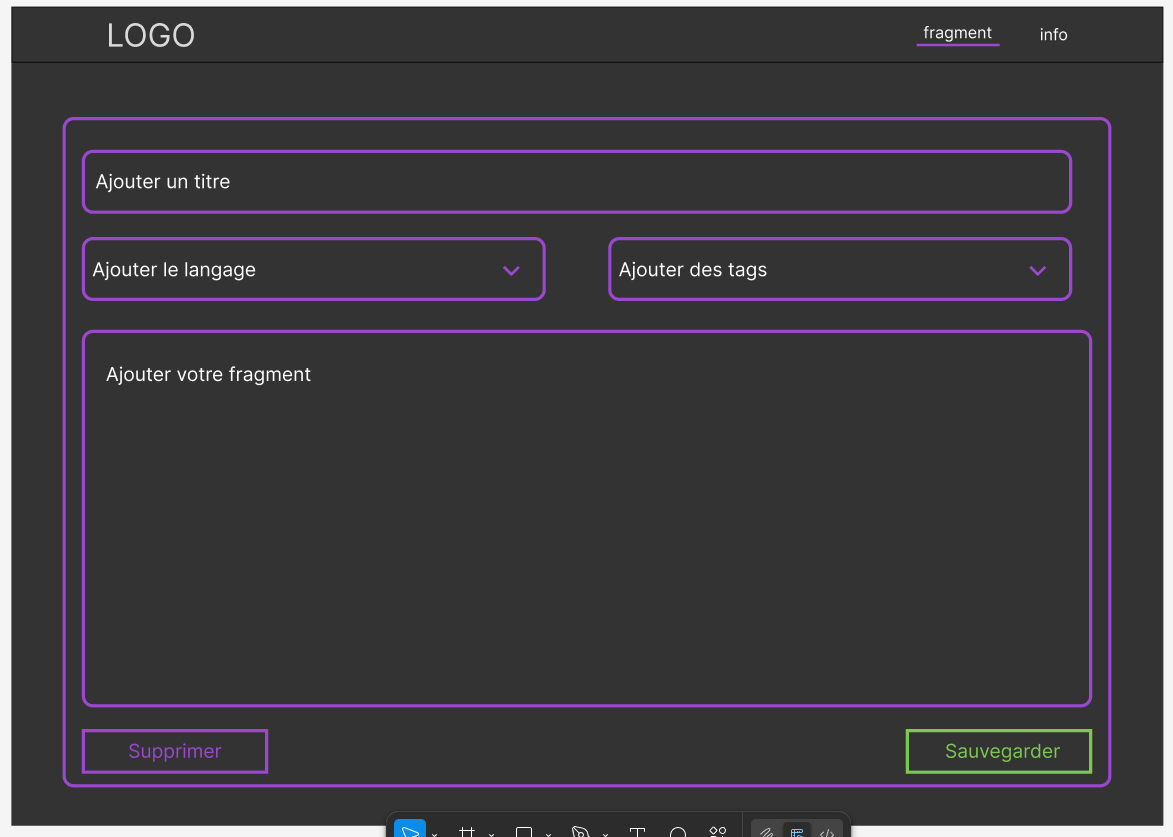 LOGO
fragment
info
Ajouter un titre
Ajouter le langage
Ajouter des tags
Ajouter votre fragment
Supprimer
Sauvegarder